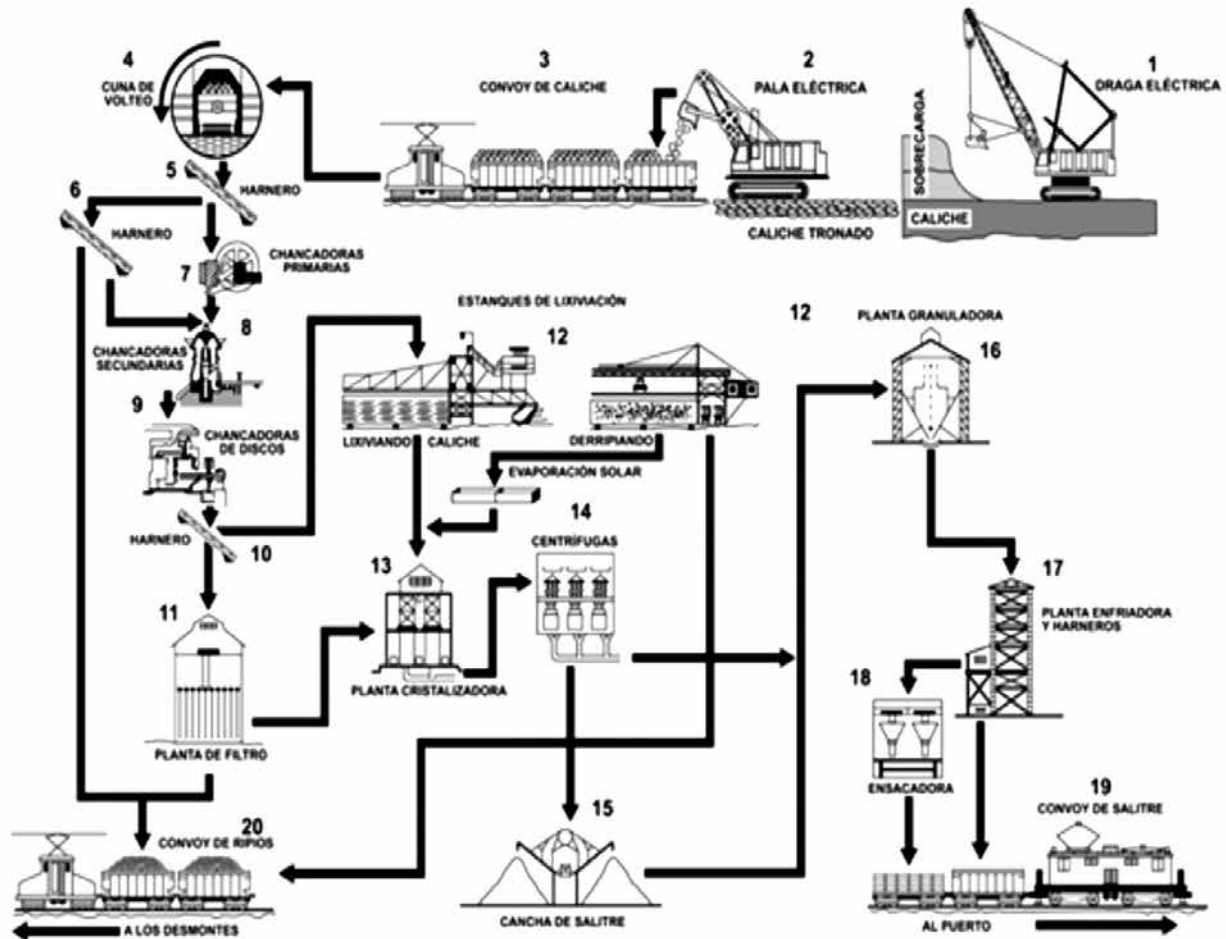 4
CUNA DE
VOLTEO
3
CONVOY DE CALICHE
2
PALA ELÉCTRICA
1
DRAGA ELÉCTRICA
SOBRECARGA
CALICHE
CALICHE TRONADO
5
HARNERO
6
HARNERO
7
CHANCADORAS
PRIMARIAS
8
CHANCADORAS
SECUNDARIAS
9
CHANCADORAS
DE DISCOS
HARNERO
10
11
PLANTA DE FILTRO
ESTANQUES DE LIXIVIACIÓN
12
LIXIVIANDO CALICHE
DERRIPIANDO
12
EVAPORACIÓN SOLAR
13
PLANTA CRISTALIZADORA
14
CENTRÍFUGAS
15
CANCHA DE SALITRE
PLANTA GRANULADORA
16
17
PLANTA ENFRIADORA
Y HARNEROS
18
ENSACADORA
19
CONVOY DE SALITRE
AL PUERTO
20
CONVOY DE RIPIOS
A LOS DESMONTES